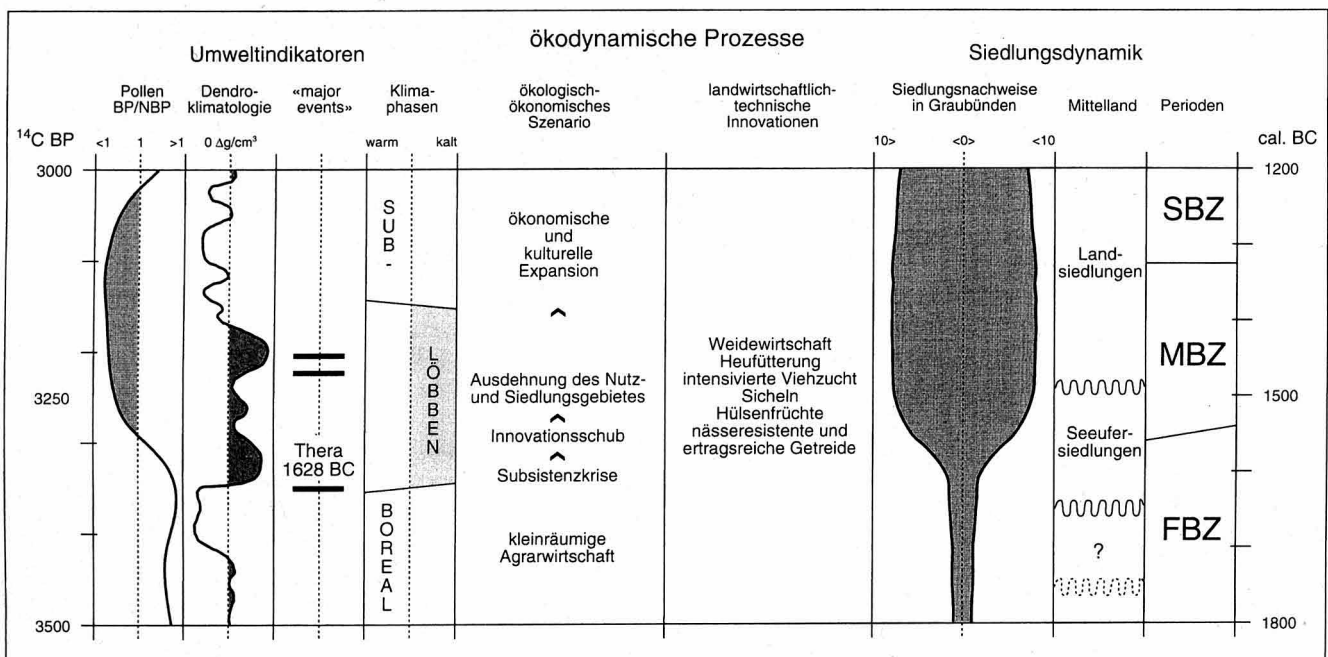 ökodynamische Prozesse
Umweltindikatoren
Siedlungsdynamik
Pollen
BP/NBP
Dendro-
klimatologie
«major
events»
Klima-
phasen
ökologisch-
ökonomisches
Szenario
landwirtschaftlich-
technische
Innovationen
Siedlungsnachweise
in Graubünden
Mittelland
Perioden
¹⁴C BP
<1 1 >1
0 Δg/cm³
warm kalt
10> <0> <10
cal. BC
3000
3250
3500
Thera
1628 BC
SUB-
BOREAL
LÖBBEN
ökonomische
und
kulturelle
Expansion
Ausdehnung des Nutz-
und Siedlungsgebietes
Innovationsschub
Subsistenzkrise
kleinräumige
Agrarwirtschaft
Weidewirtschaft
Heufütterung
intensivierte Viehzucht
Sicheln
Hülsenfrüchte
nässeresistente und
ertragsreiche Getreide
Land-
siedlungen
Seeufer-
siedlungen
?
SBZ
MBZ
FBZ
1200
1500
1800